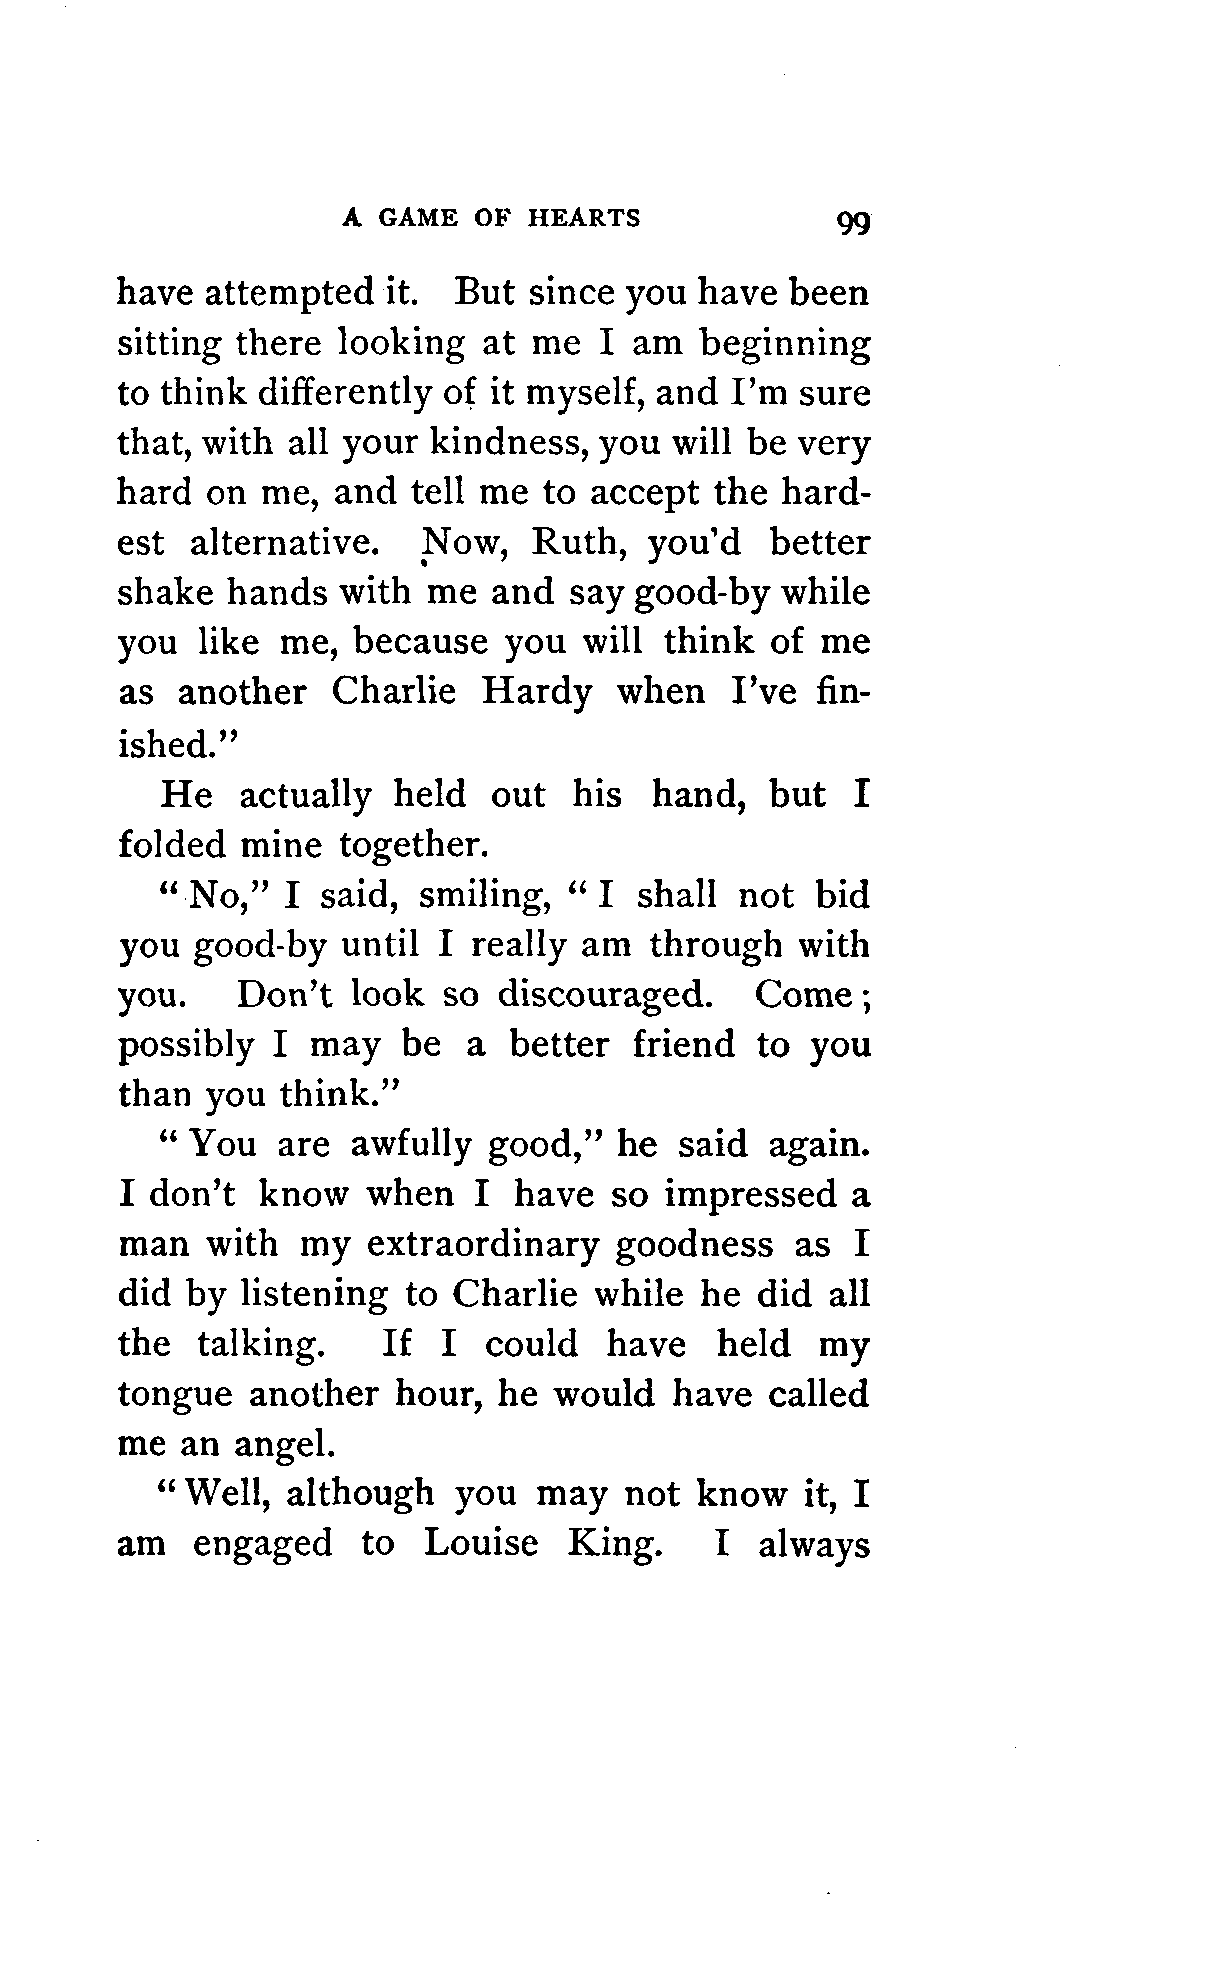 A GAME OF HEARTS 99
have attempted it. But since you have been
sitting there looking at me I am beginning
to think differently of it myself, and I'm sure
that, with all your kindness, you will be very
hard on me, and tell me to accept the hard-
est alternative. Now, Ruth, you'd better
shake hands with me and say good-by while
you like me, because you will think of me
as another Charlie Hardy when I've fin-
ished."
He actually held out his hand, but I
folded mine together.
"No," I said, smiling, "I shall not bid
you good-by until I really am through with
you. Don't look so discouraged. Come;
possibly I may be a better friend to you
than you think."
"You are awfully good," he said again.
I don't know when I have so impressed a
man with my extraordinary goodness as I
did by listening to Charlie while he did all
the talking. If I could have held my
tongue another hour, he would have called
me an angel.
"Well, although you may not know it, I
am engaged to Louise King. I always